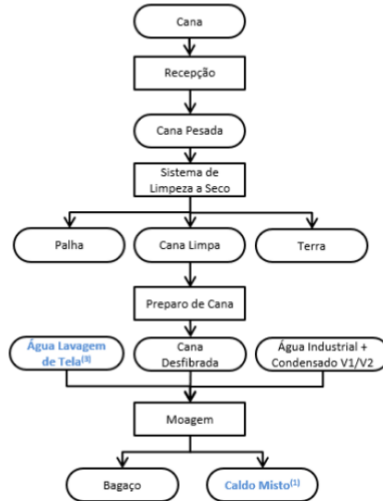 Cana
Recepção
Cana Pesada
Sistema de
Limpeza a Seco
Palha
Cana Limpa
Terra
Preparo de Cana
Água Lavagem
de Tela(3)
Cana
Desfibrada
Água Industrial +
Condensado V1/V2
Moagem
Bagaço
Caldo Misto(1)